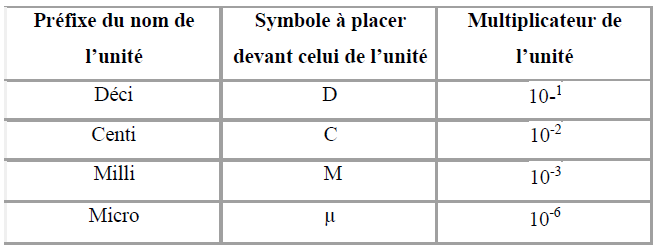 Préfixe du nom de l’unité
Symbole à placer devant celui de l’unité
Multiplicateur de l’unité
Déci D 10-¹
Centi C 10⁻²
Milli M 10⁻³
Micro µ 10⁻⁶